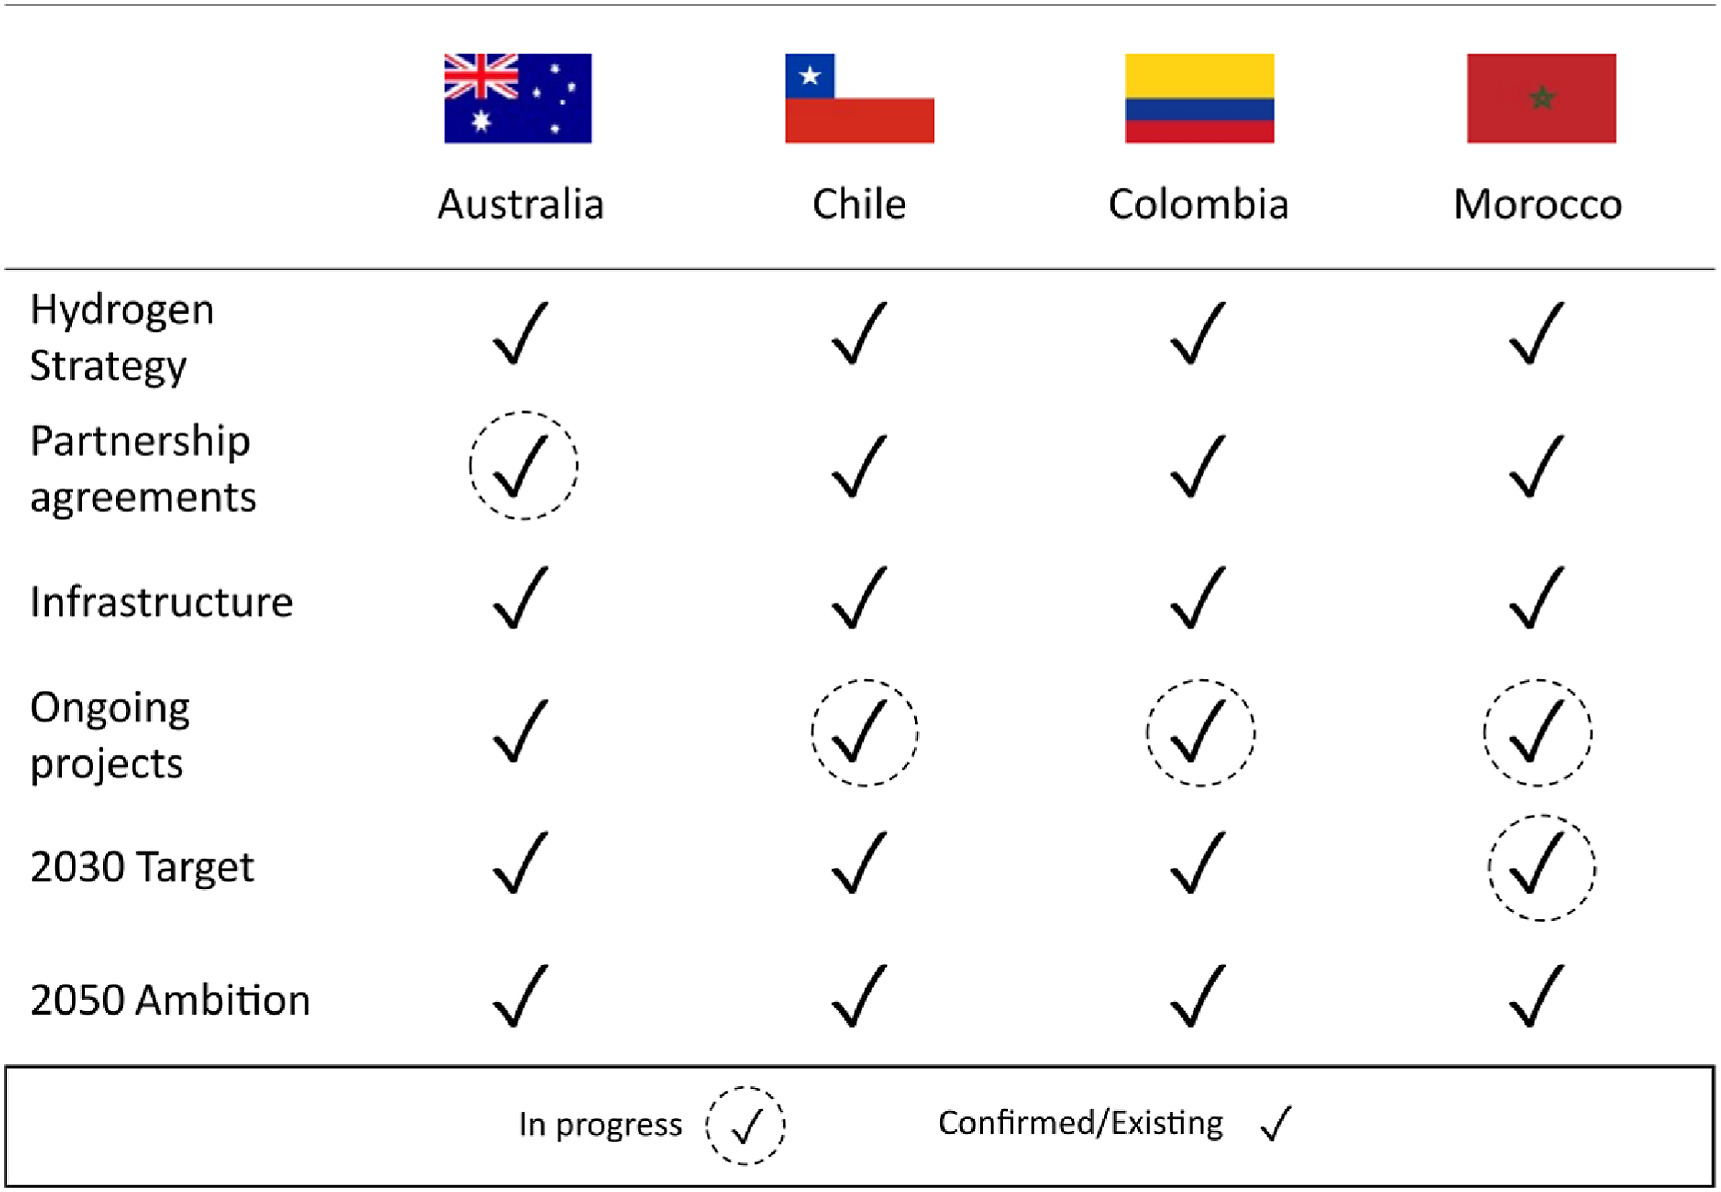 Australia Chile Colombia Morocco
Hydrogen
Strategy ✓ ✓ ✓ ✓
Partnership
agreements ✓ ✓ ✓ ✓
Infrastructure ✓ ✓ ✓ ✓
Ongoing
projects ✓ ✓ ✓ ✓
2030 Target ✓ ✓ ✓ ✓
2050 Ambition ✓ ✓ ✓ ✓
In progress ✓ Confirmed/Existing ✓